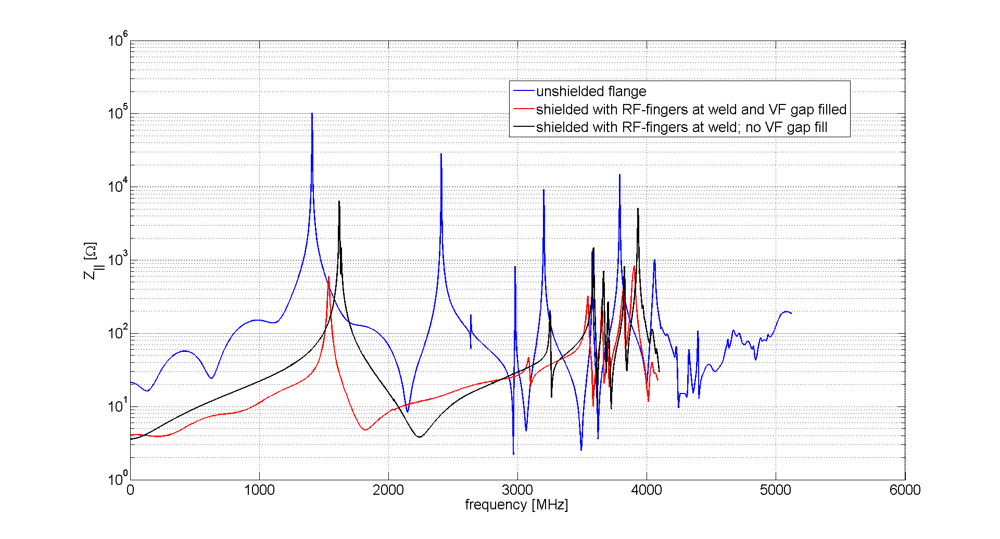 10^6
10^5
10^4
10^3
10^2
10^1
10^0
Z_|| [Ω]
unshielded flange
shielded with RF-fingers at weld and VF gap filled
shielded with RF-fingers at weld; no VF gap fill
0 1000 2000 3000 4000 5000 6000
frequency [MHz]